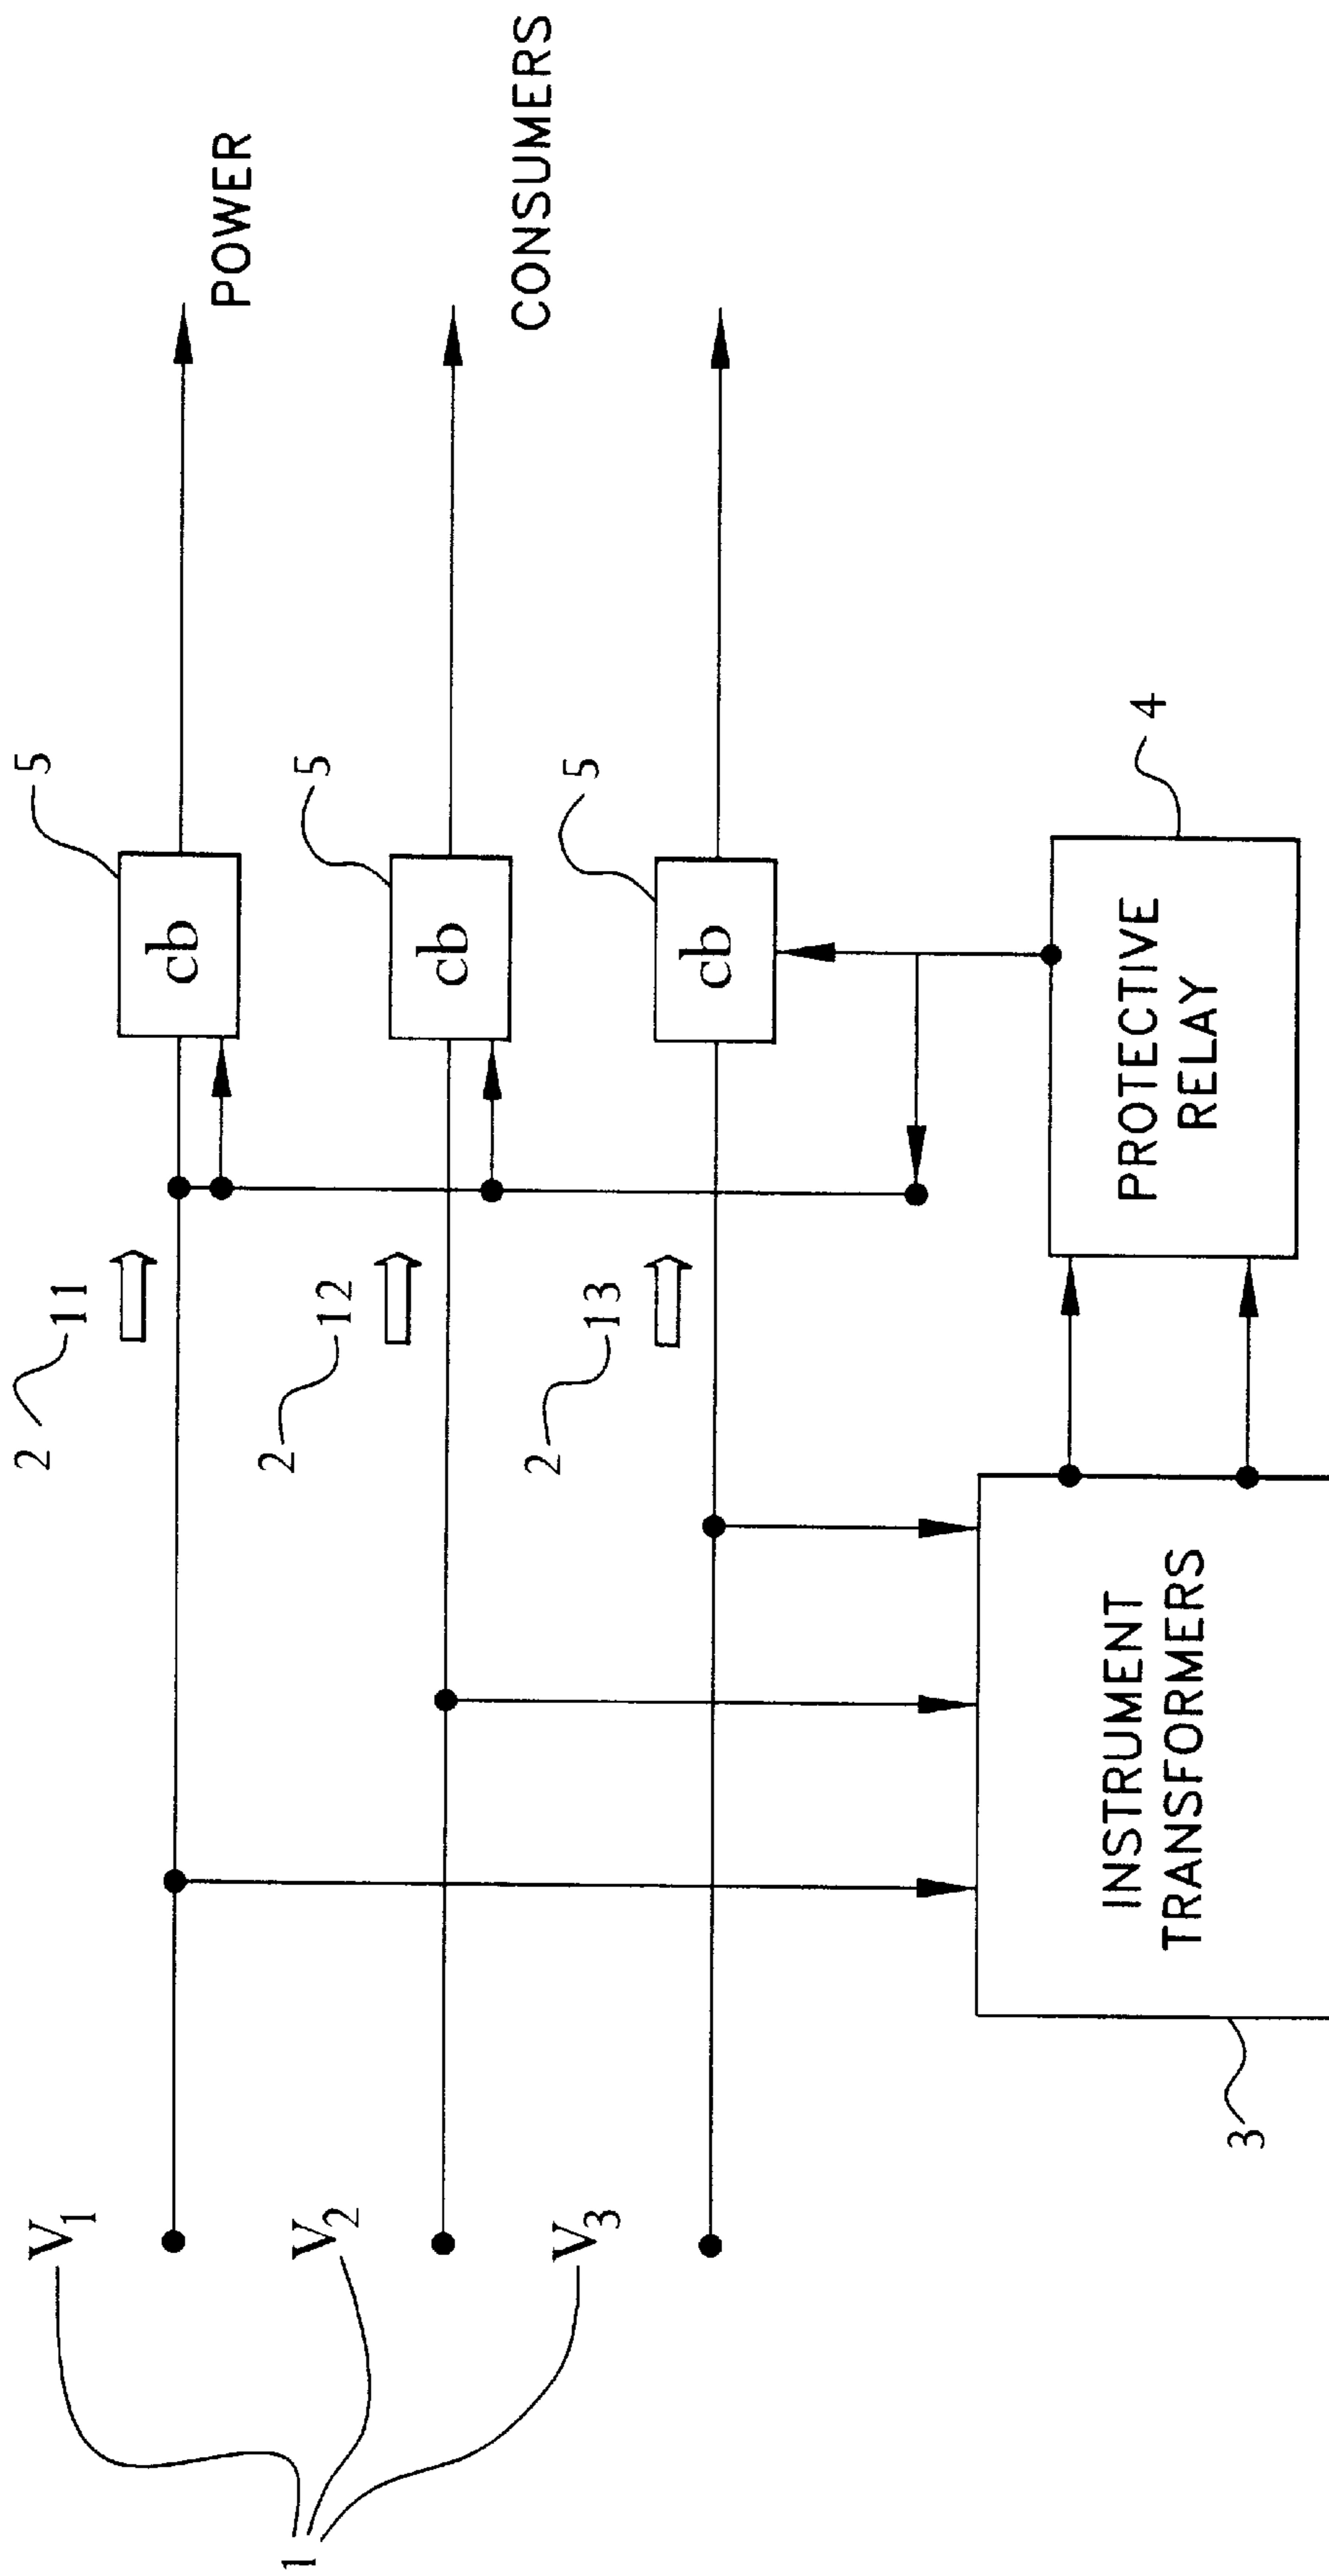 2 11
5
POWER
V1
2 12
5
CONSUMERS
V2
1
2 13
5
V3
cb
cb
cb
INSTRUMENT
TRANSFORMERS
3
PROTECTIVE
RELAY
4